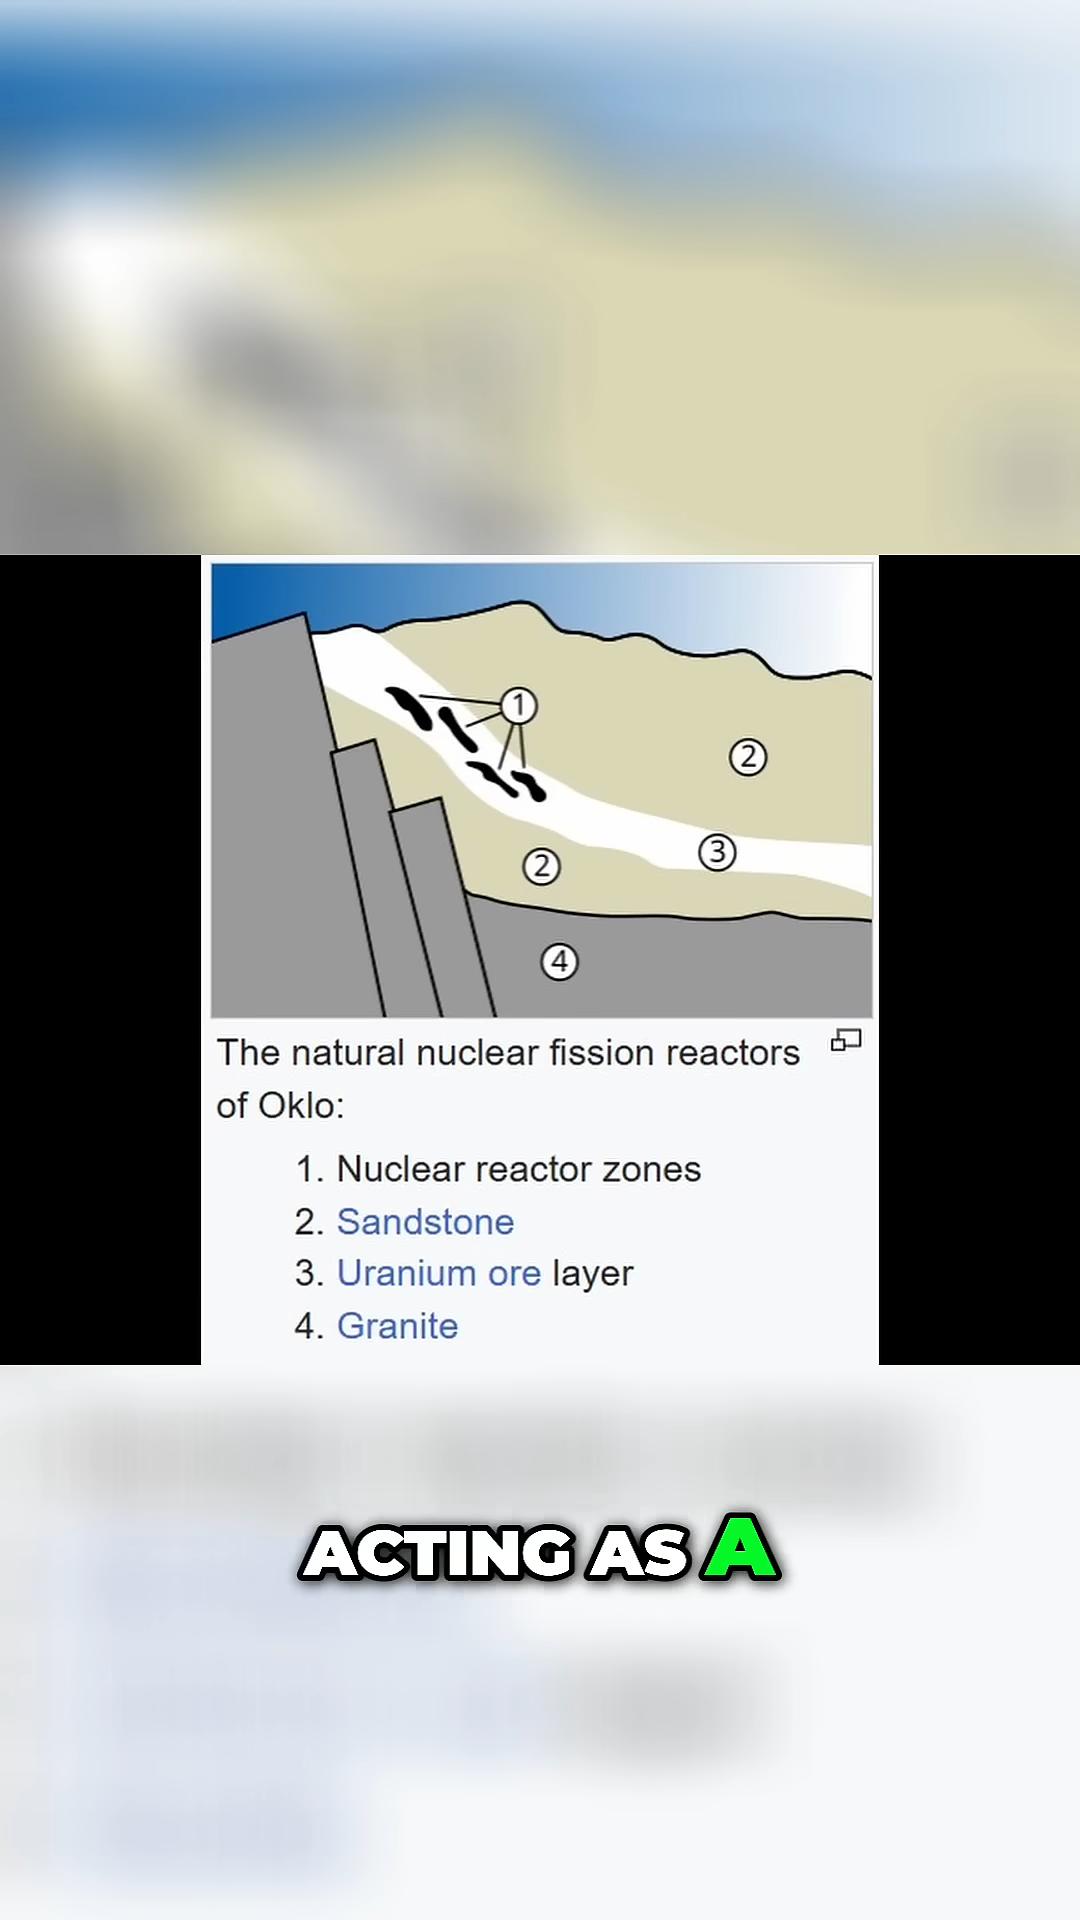 ①
②
③
②
④
The natural nuclear fission reactors
of Oklo:
1. Nuclear reactor zones
2. Sandstone
3. Uranium ore layer
4. Granite
ACTING AS A